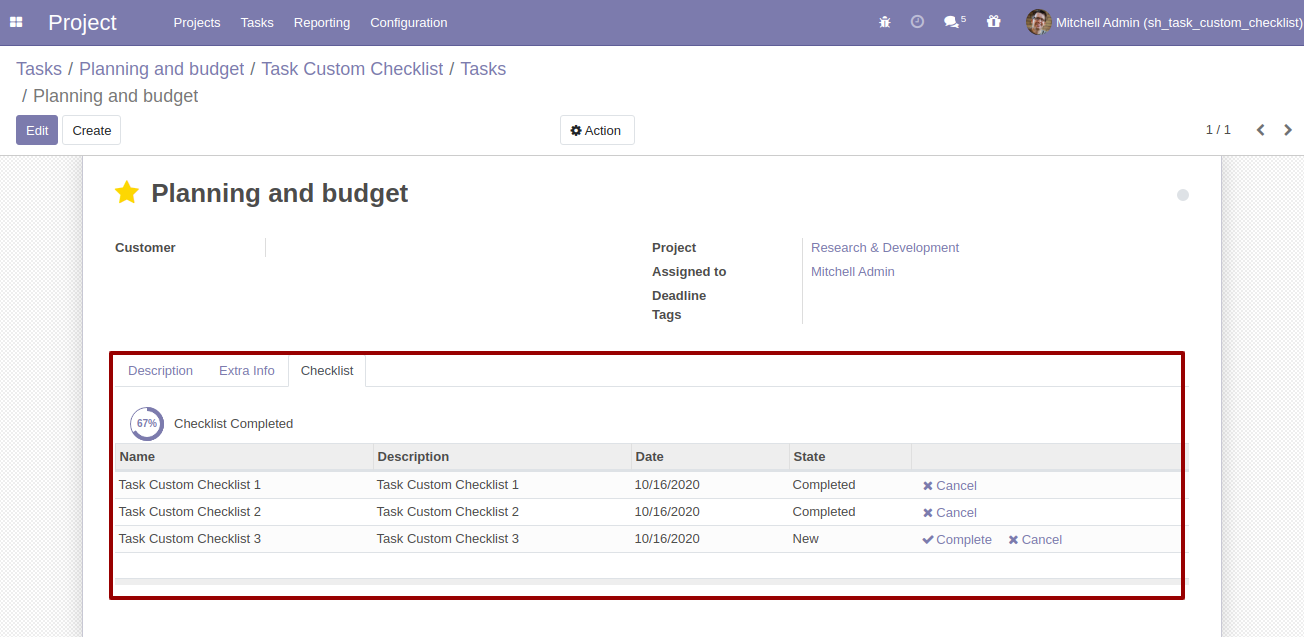 Project Projects Tasks Reporting Configuration 5 Mitchell Admin (sh_task_custom_checklist)
Tasks / Planning and budget / Task Custom Checklist / Tasks
/ Planning and budget
Edit Create Action 1 / 1
Planning and budget
Customer
Project Research & Development
Assigned to Mitchell Admin
Deadline
Tags
Description Extra Info Checklist
67% Checklist Completed
Name Description Date State
Task Custom Checklist 1 Task Custom Checklist 1 10/16/2020 Completed Cancel
Task Custom Checklist 2 Task Custom Checklist 2 10/16/2020 Completed Cancel
Task Custom Checklist 3 Task Custom Checklist 3 10/16/2020 New Complete Cancel